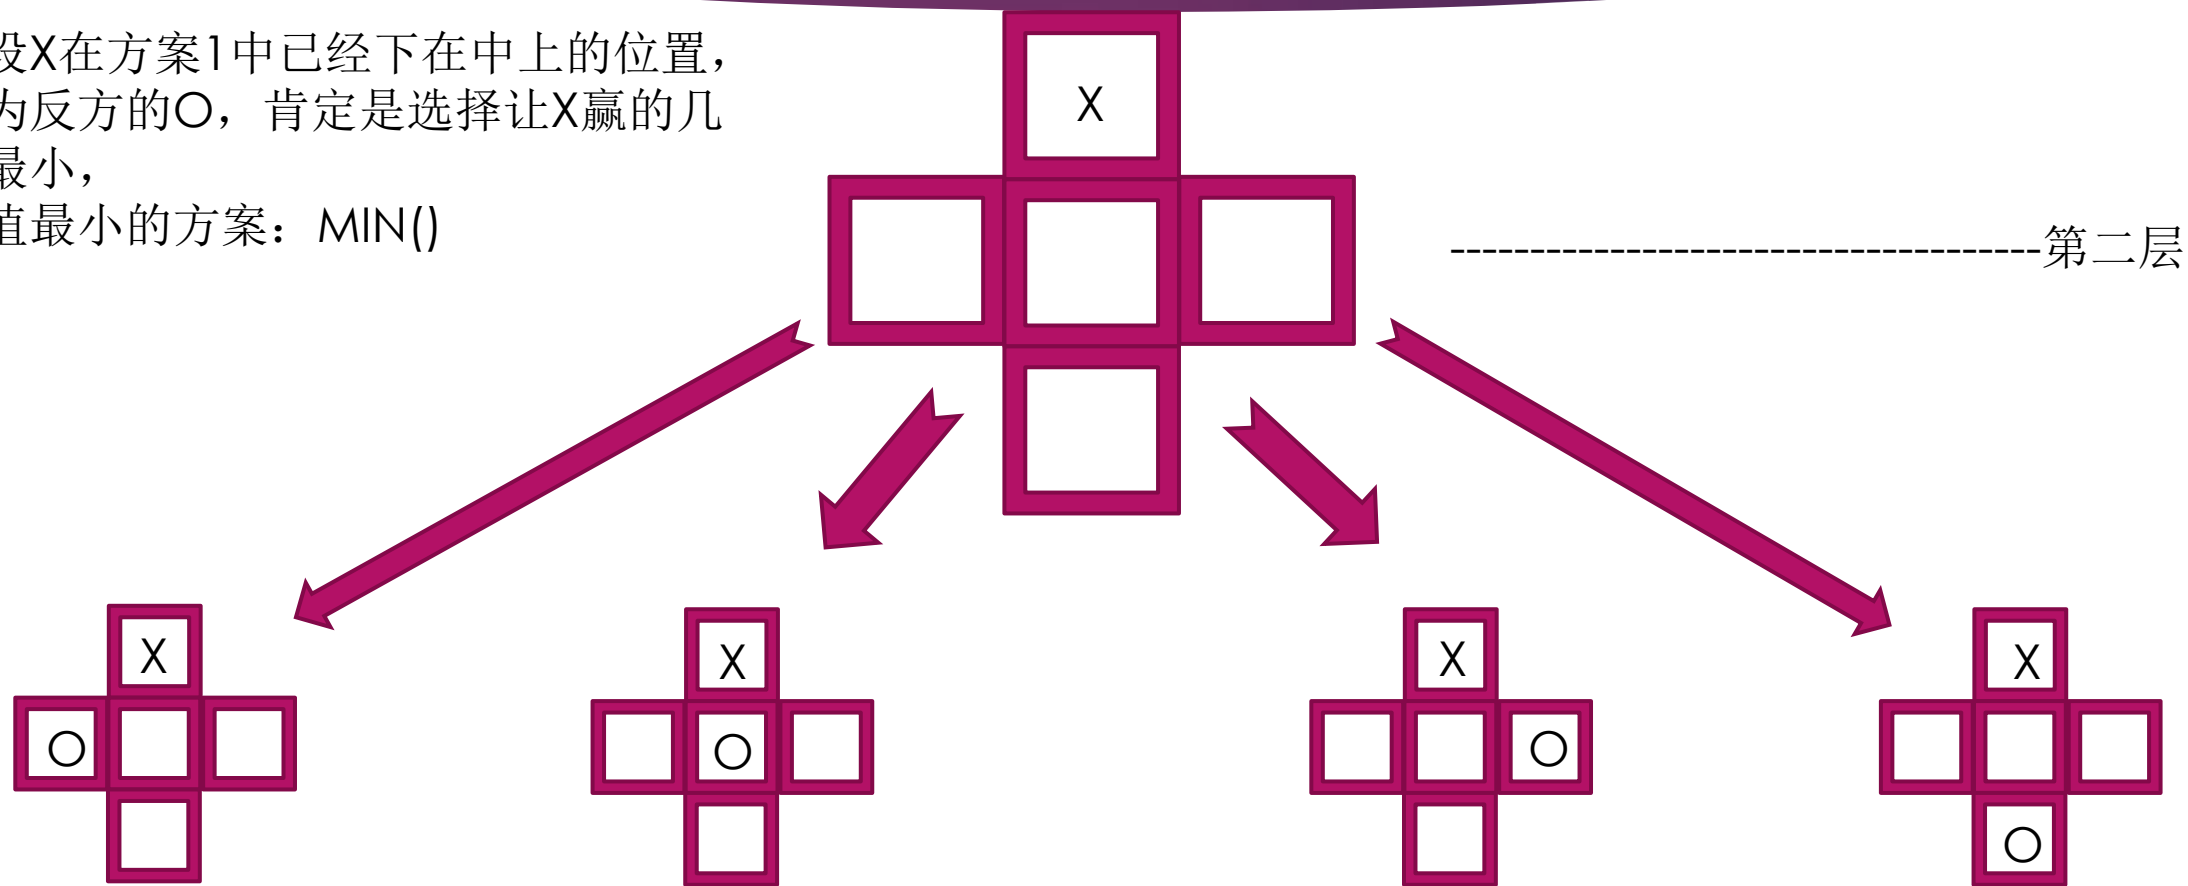 设X在方案1中已经下在中上的位置，
为反方的O，肯定是选择让X赢的几
最小，
值最小的方案：MIN()
X
---------------------------------------第二层
X
X
X
X
O
O
O
O